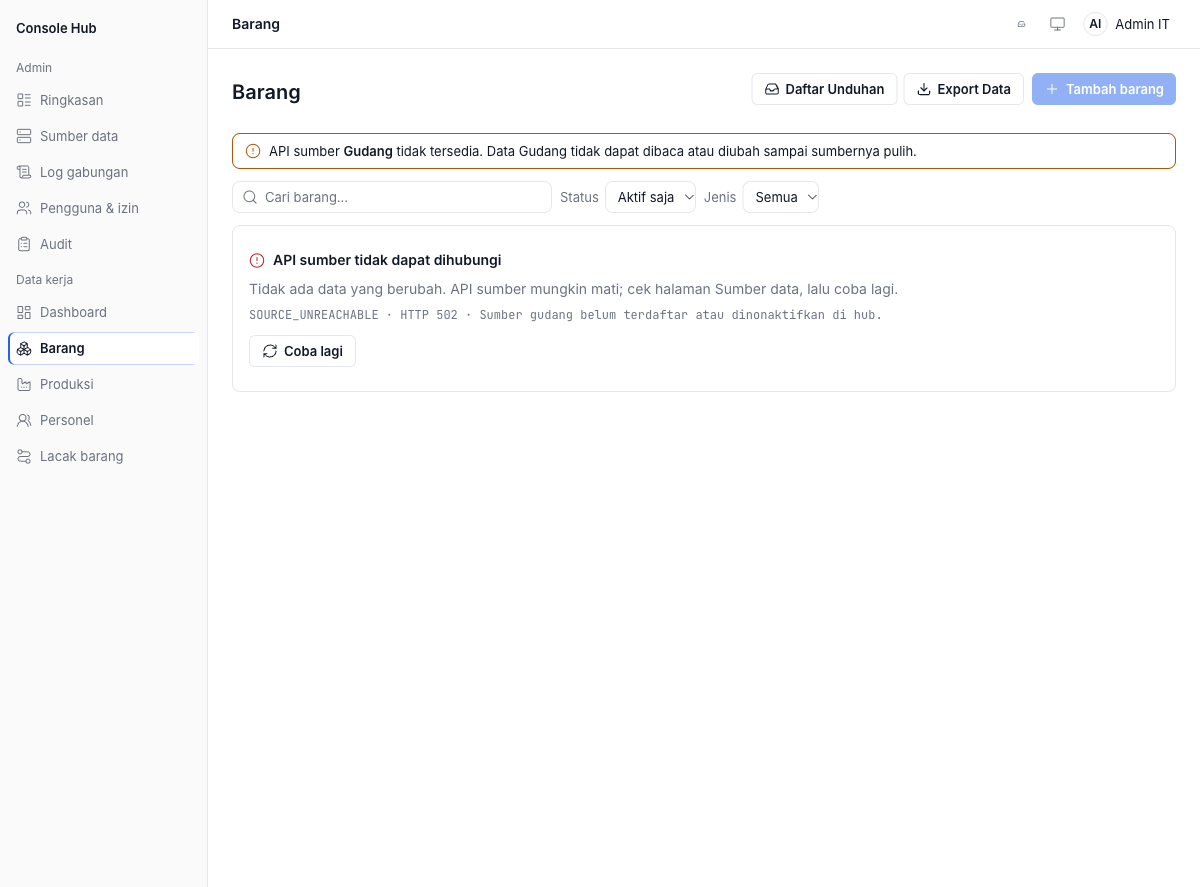 Console Hub
Admin
Ringkasan
Sumber data
Log gabungan
Pengguna & izin
Audit
Data kerja
Dashboard
Barang
Produksi
Personel
Lacak barang
Barang
AI Admin IT
Barang
Daftar Unduhan
Export Data
Tambah barang
API sumber Gudang tidak tersedia. Data Gudang tidak dapat dibaca atau diubah sampai sumbernya pulih.
Cari barang... Status Aktif saja Jenis Semua
API sumber tidak dapat dihubungi
Tidak ada data yang berubah. API sumber mungkin mati; cek halaman Sumber data, lalu coba lagi.
SOURCE_UNREACHABLE · HTTP 502 · Sumber gudang belum terdaftar atau dinonaktifkan di hub.
Coba lagi